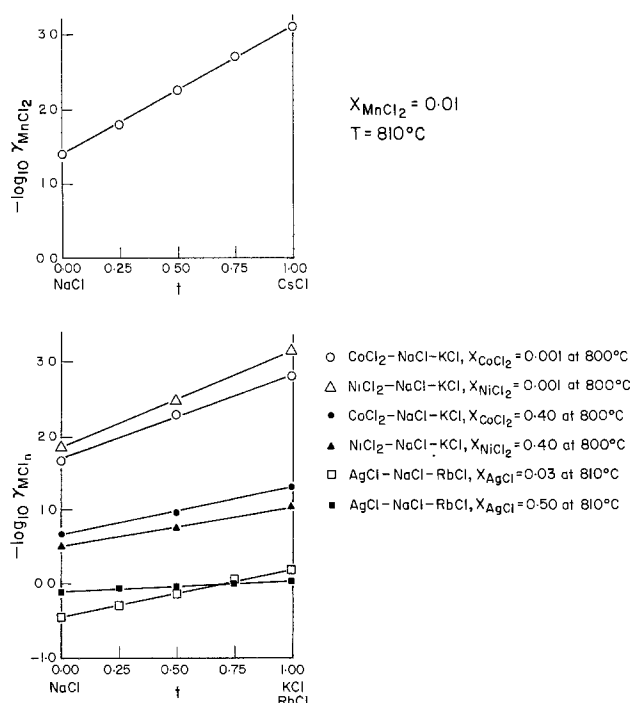 3.0
2.0
1.0
0.0
-log10 γMnCl2
0.00 0.25 0.50 0.75 1.00
NaCl t CsCl
XMnCl2 = 0.01
T = 810°C
3.0
2.0
1.0
0.0
-1.0
-log10 γMCln
0.00 0.25 0.50 0.75 1.00
NaCl t KCl
RbCl
CoCl2-NaCl-KCl, XCoCl2 = 0.001 at 800°C
NiCl2-NaCl-KCl, XNiCl2 = 0.001 at 800°C
CoCl2-NaCl-KCl, XCoCl2 = 0.40 at 800°C
NiCl2-NaCl-KCl, XNiCl2 = 0.40 at 800°C
AgCl-NaCl-RbCl, XAgCl = 0.03 at 810°C
AgCl-NaCl-RbCl, XAgCl = 0.50 at 810°C